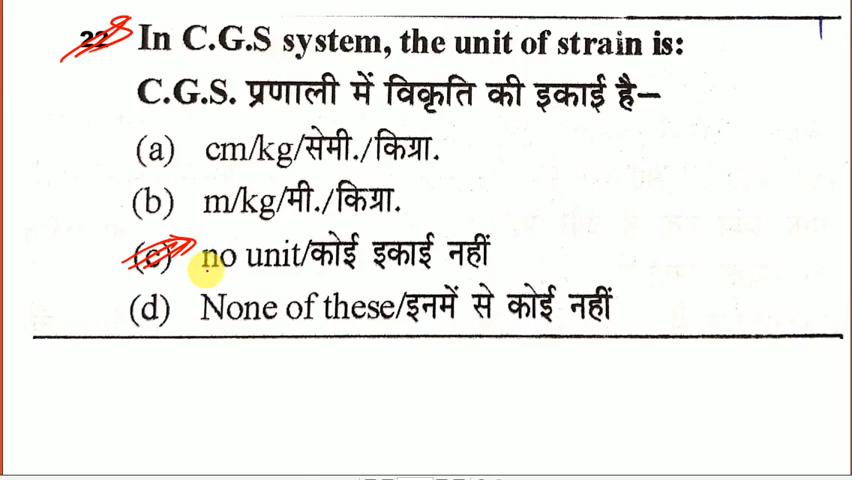 22 In C.G.S system, the unit of strain is:
C.G.S. प्रणाली में विकृति की इकाई है–
(a) cm/kg/सेमी./किग्रा.
(b) m/kg/मी./किग्रा.
(c) no unit/कोई इकाई नहीं
(d) None of these/इनमें से कोई नहीं